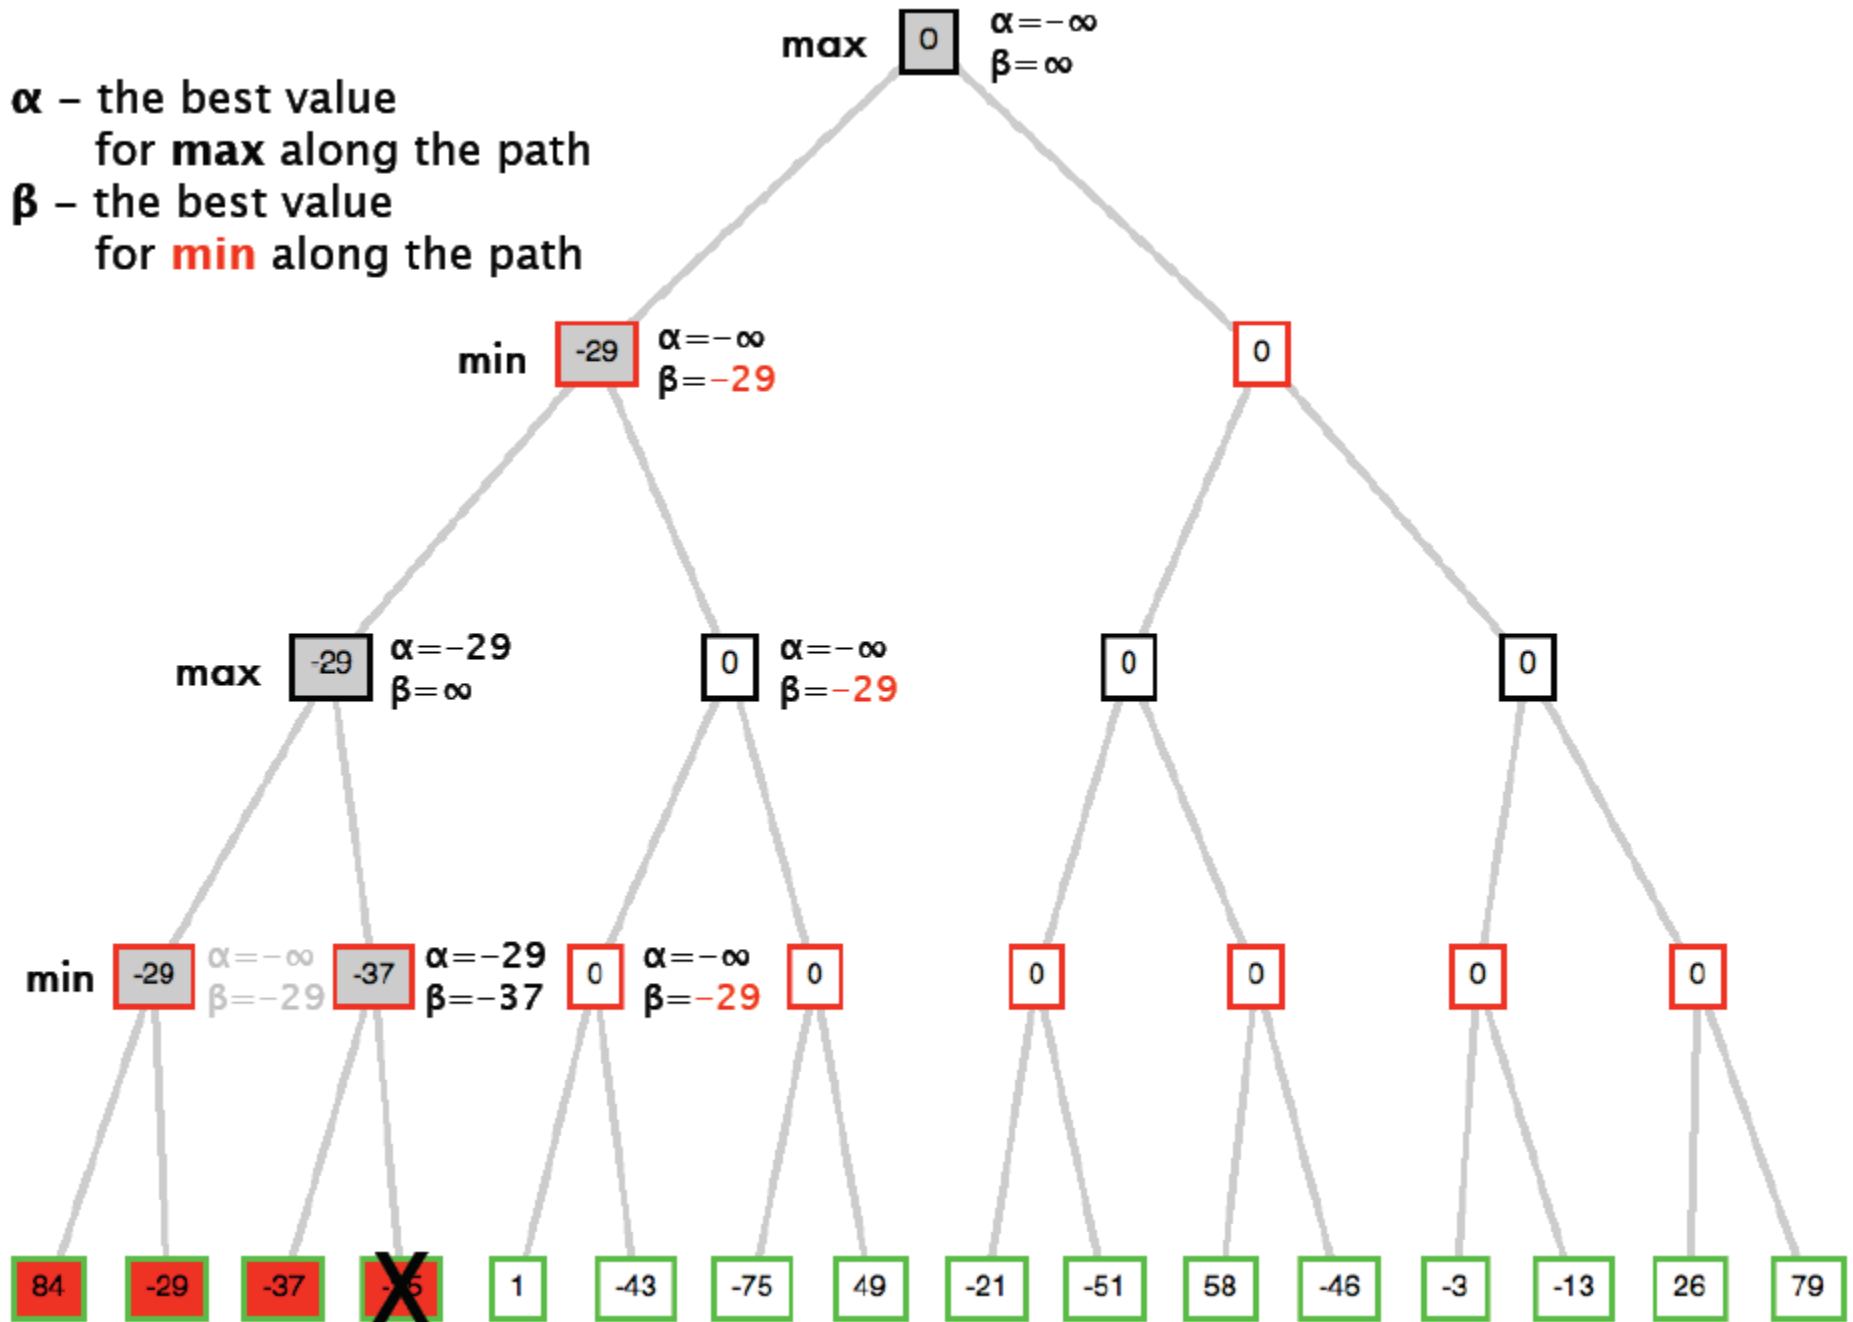 max 0 α=-∞
β=∞
α – the best value
for max along the path
β – the best value
for min along the path
min -29 α=-∞ 0
β=-29
max -29 α=-29 0 α=-∞ 0 0
β=∞ β=-29
min -29 α=-∞ -37 α=-29 0 α=-∞ 0 0 0 0 0
β=-29 β=-37 β=-29
84 -29 -37 X 1 -43 -75 49 -21 -51 58 -46 -3 -13 26 79